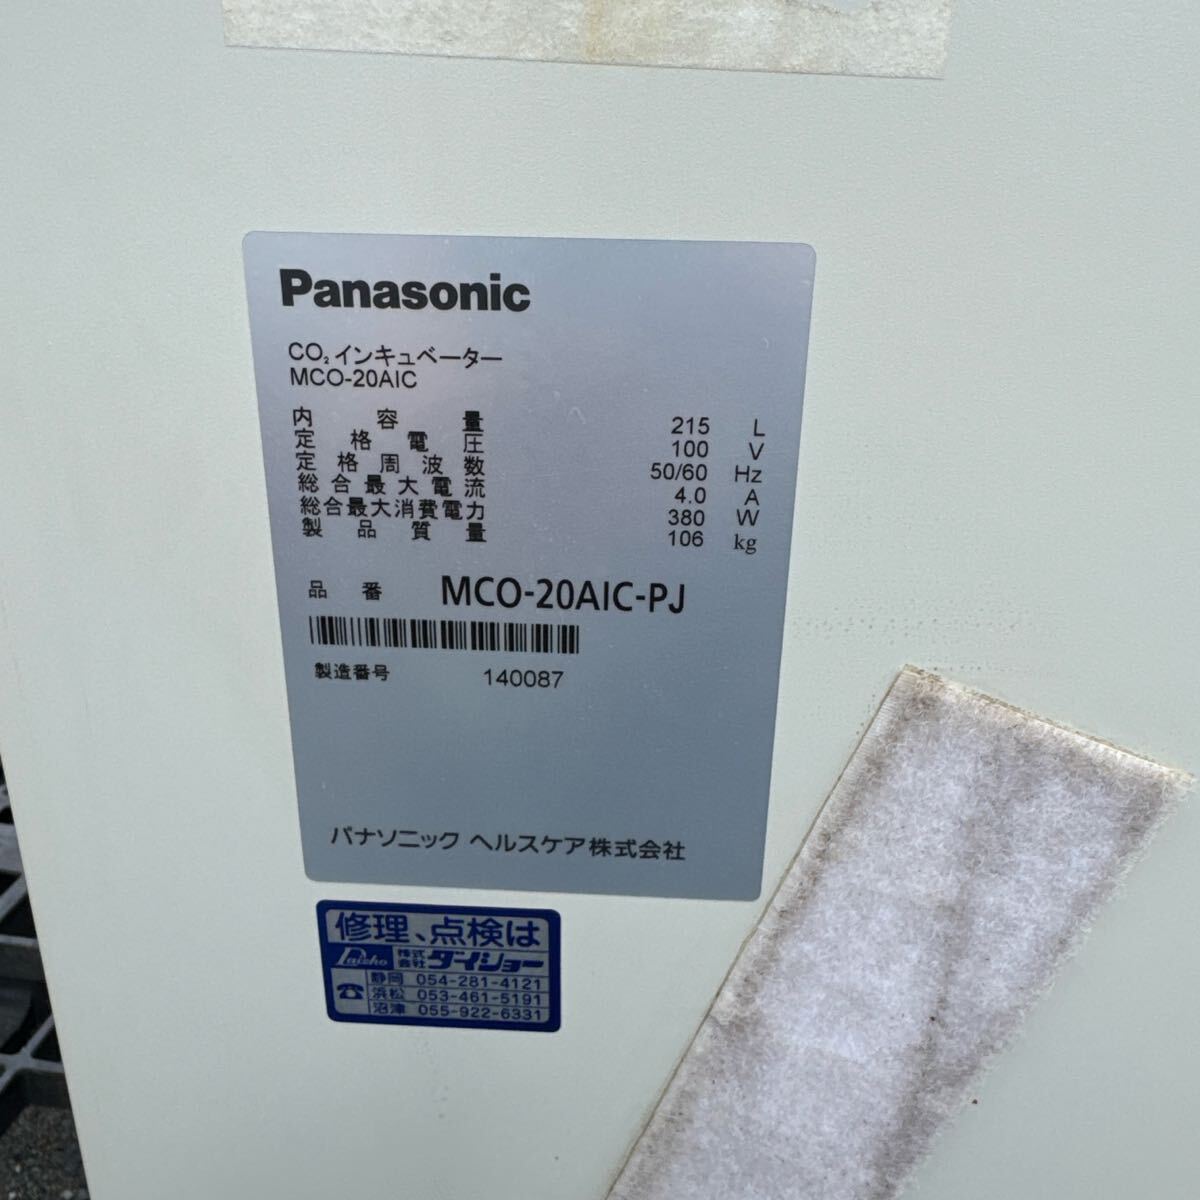 Panasonic
CO₂インキュベーター
MCO-20AIC
内容量 215 L
定格電圧 100 V
定格周波数 50/60 Hz
総合最大電流 4.0 A
総合最大消費電力 380 W
製品質量 106 kg
品番 MCO-20AIC-PJ
製造番号 140087
パナソニック ヘルスケア株式会社
修理、点検は
Daisho 株式会社 ダイショー
静岡 054-281-4121
☎ 浜松 053-461-5191
沼津 055-922-6331